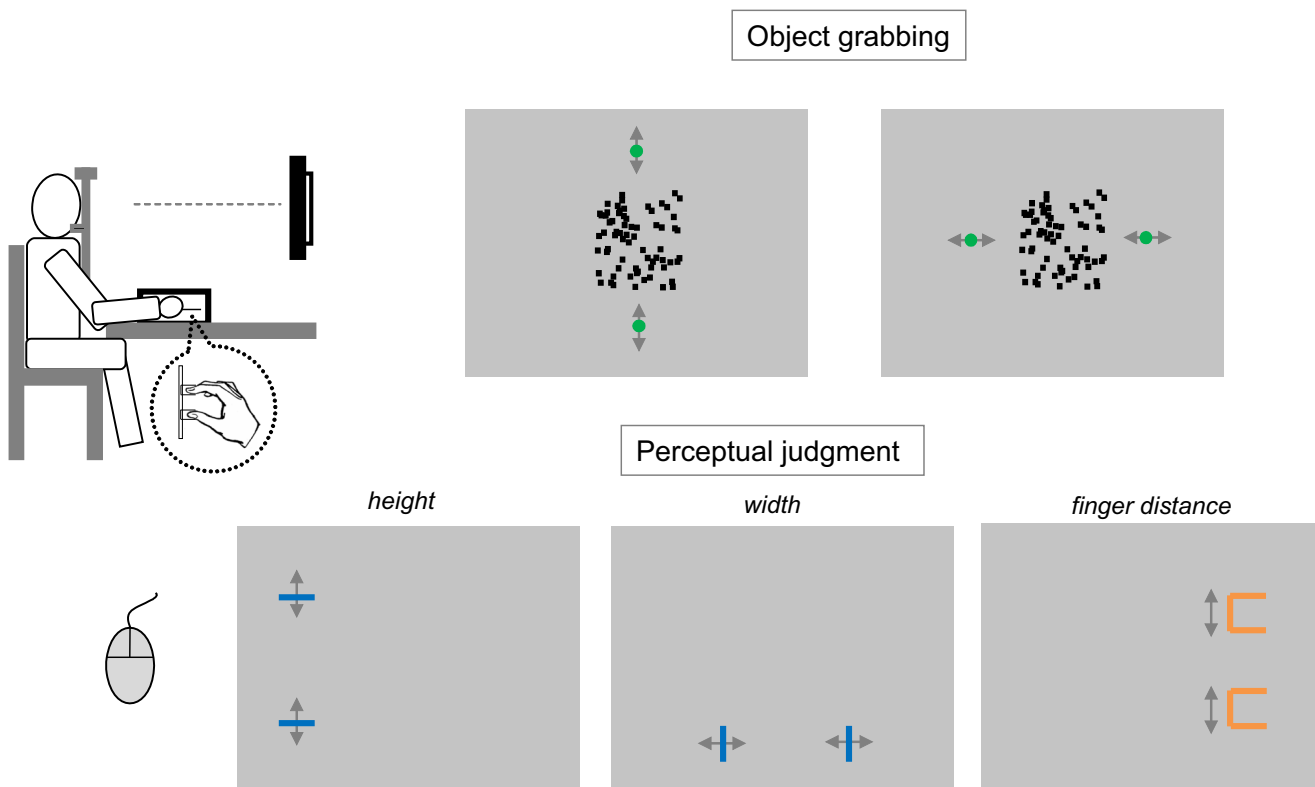 Object grabbing
Perceptual judgment
height
width
finger distance